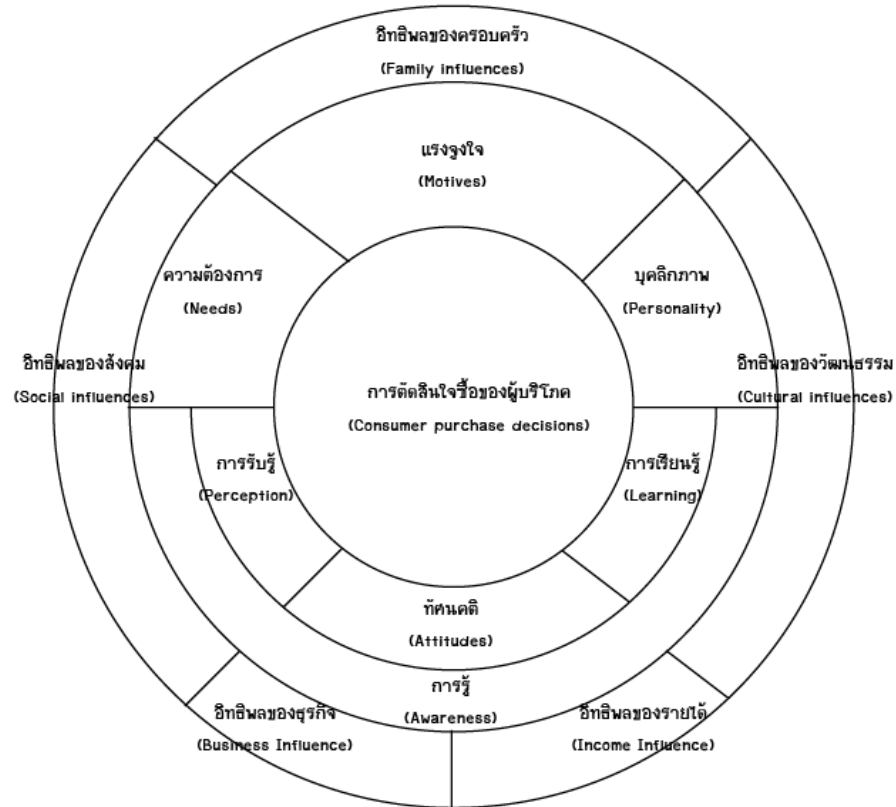 อิทธิพลของครอบครัว
(Family influences)
แรงจูงใจ
(Motives)
ความต้องการ
(Needs)
บุคลิกภาพ
(Personality)
อิทธิพลของสังคม
(Social influences)
การตัดสินใจซื้อของผู้บริโภค
(Consumer purchase decisions)
อิทธิพลของวัฒนธรรม
(Cultural influences)
การรับรู้
(Perception)
การเรียนรู้
(Learning)
ทัศนคติ
(Attitudes)
การรู้
(Awareness)
อิทธิพลของธุรกิจ
(Business Influence)
อิทธิพลของรายได้
(Income Influence)